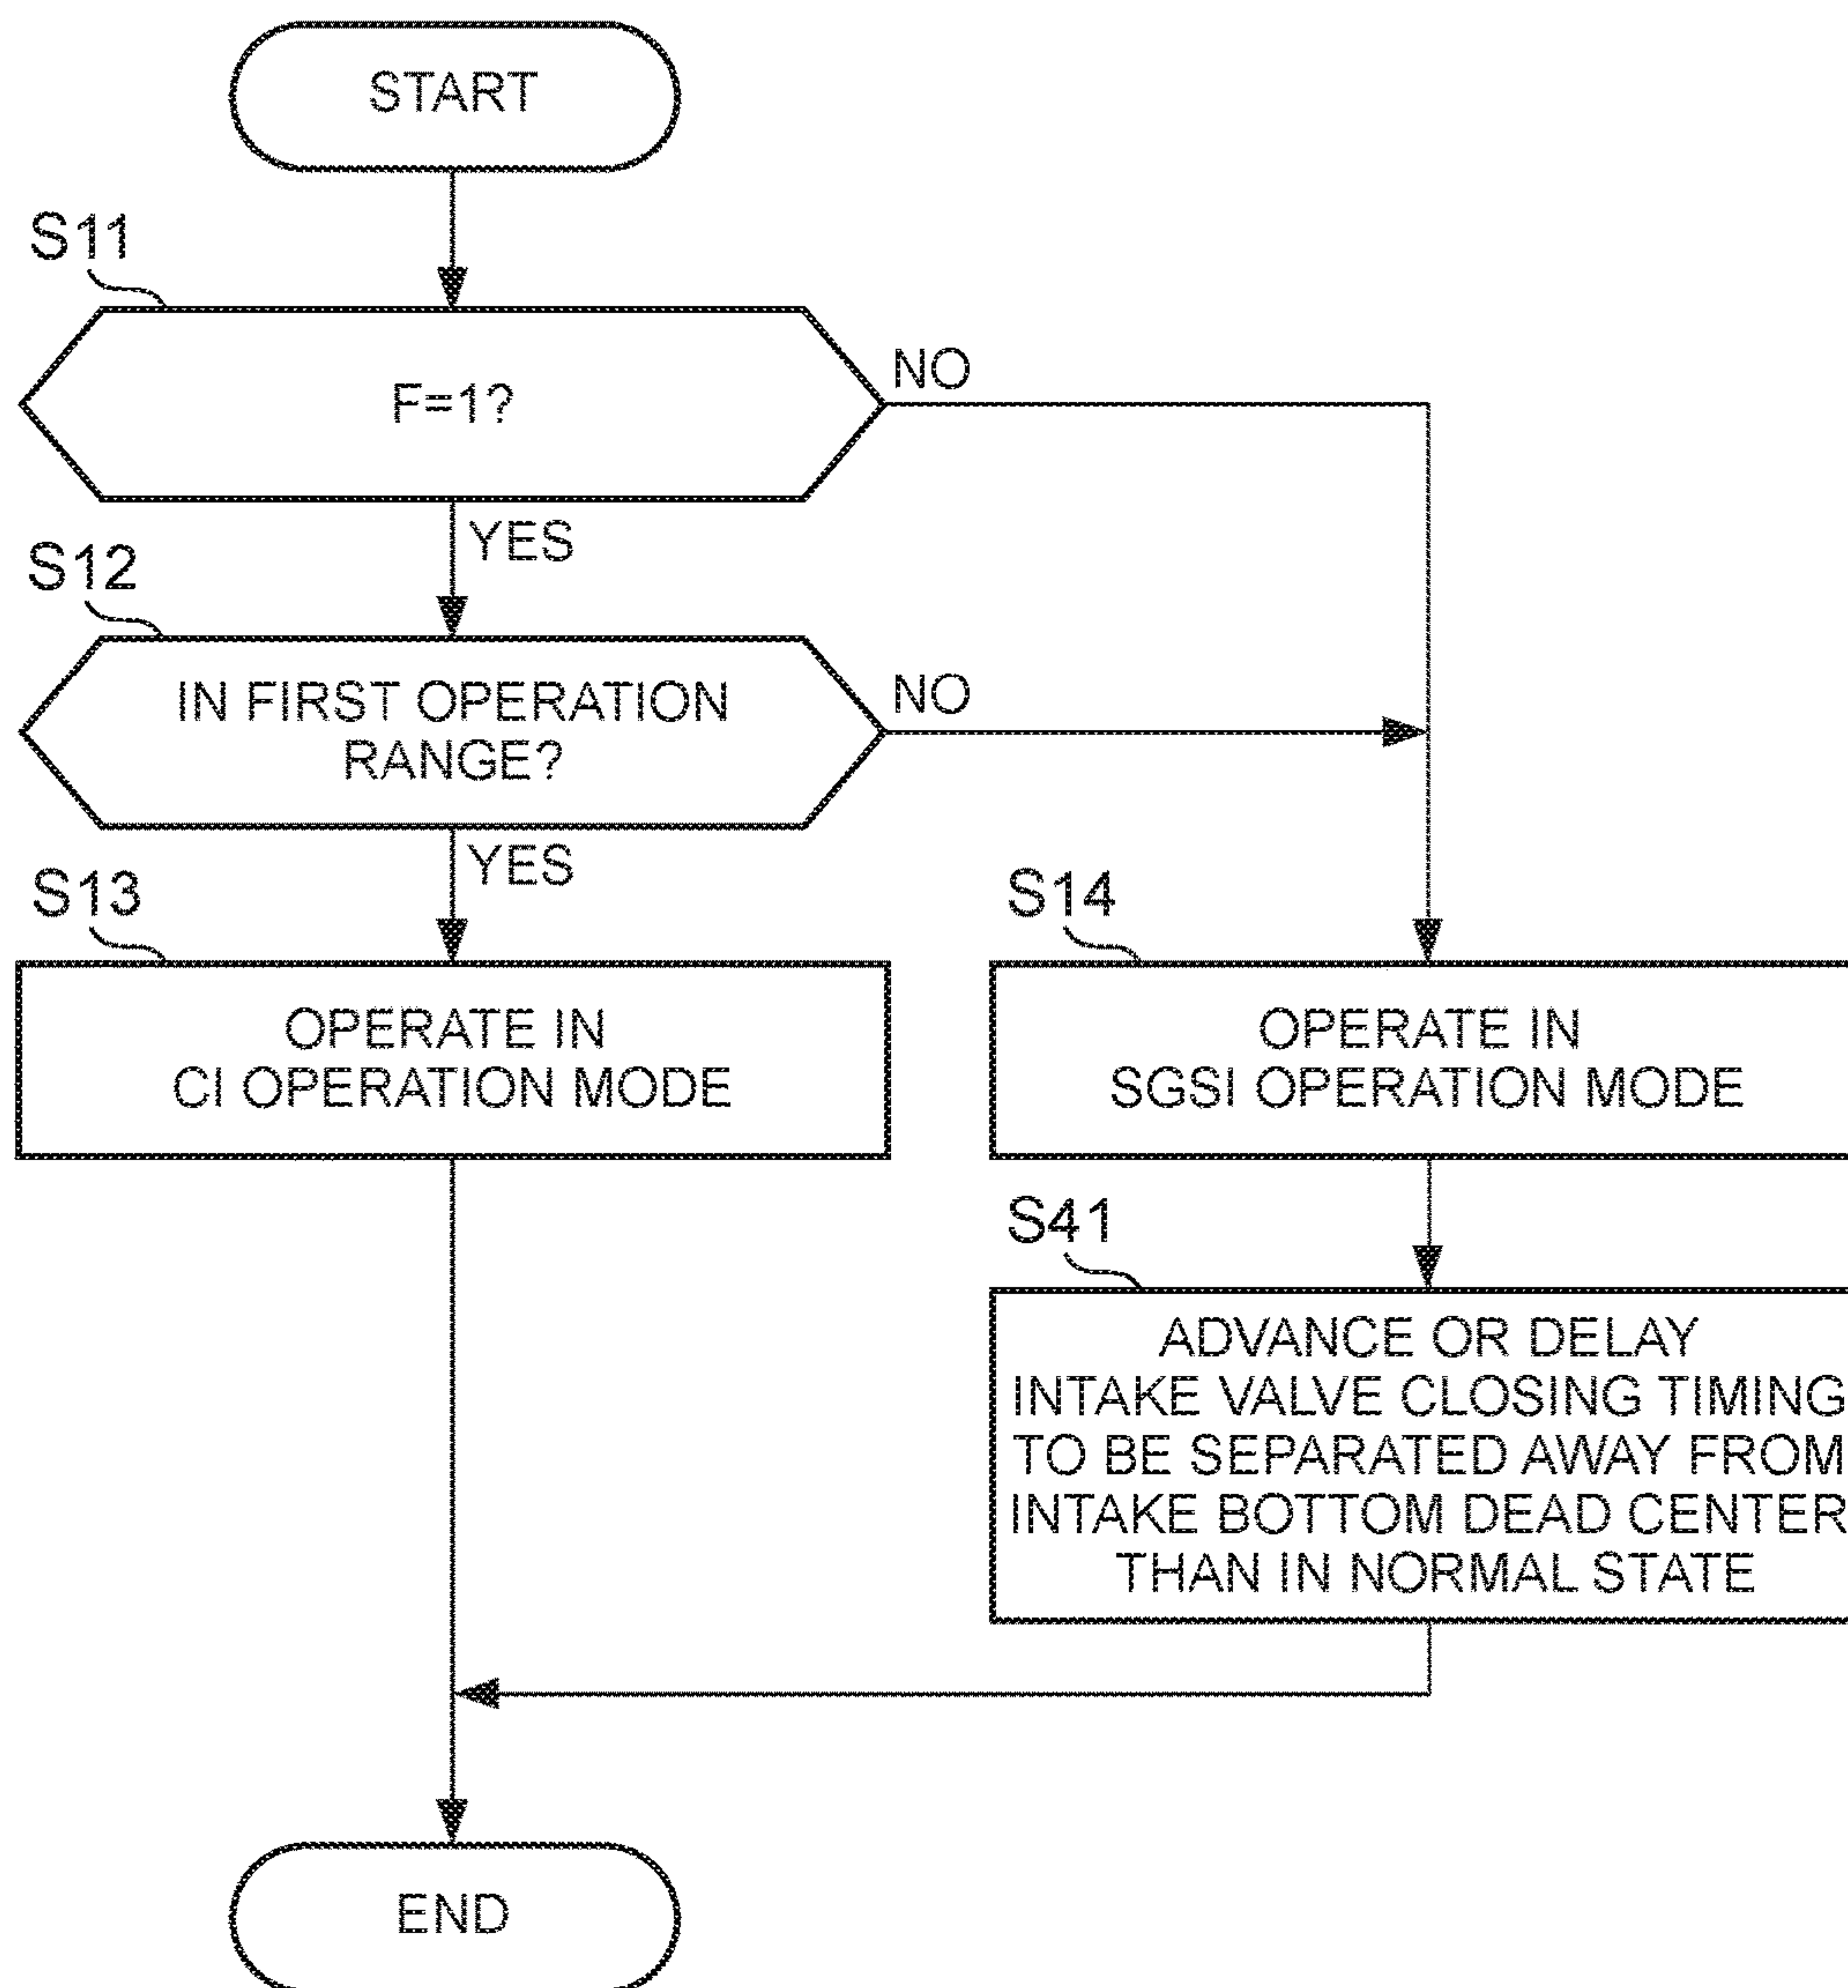 START
S11
F=1?
NO
YES
S12
IN FIRST OPERATION
RANGE?
NO
YES
S13
OPERATE IN
CI OPERATION MODE
S14
OPERATE IN
SGSI OPERATION MODE
S41
ADVANCE OR DELAY
INTAKE VALVE CLOSING TIMING
TO BE SEPARATED AWAY FROM
INTAKE BOTTOM DEAD CENTER
THAN IN NORMAL STATE
END